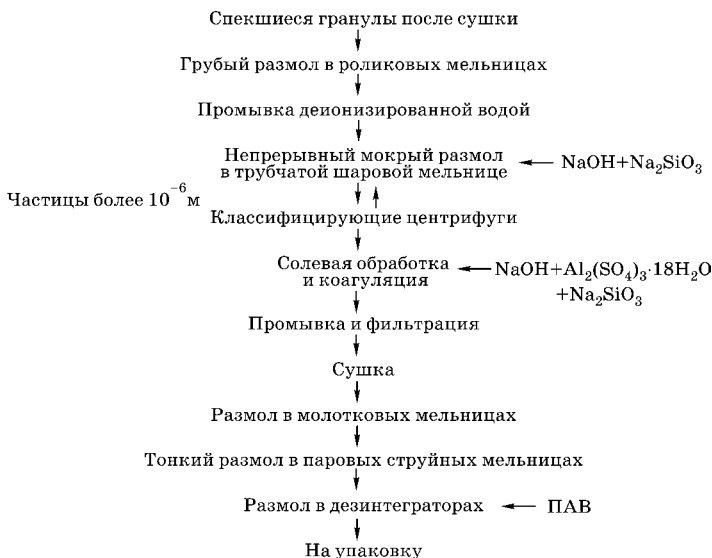 Спекшиеся гранулы после сушки
Грубый размол в роликовых мельницах
Промывка деионизированной водой
Непрерывный мокрый размол
в трубчатой шаровой мельнице
NaOH+Na₂SiO₃
Частицы более 10⁻⁶м
Классифицирующие центрифуги
Солевая обработка
и коагуляция
NaOH+Al₂(SO₄)₃·18H₂O
+Na₂SiO₃
Промывка и фильтрация
Сушка
Размол в молотковых мельницах
Тонкий размол в паровых струйных мельницах
Размол в дезинтеграторах
ПАВ
На упаковку